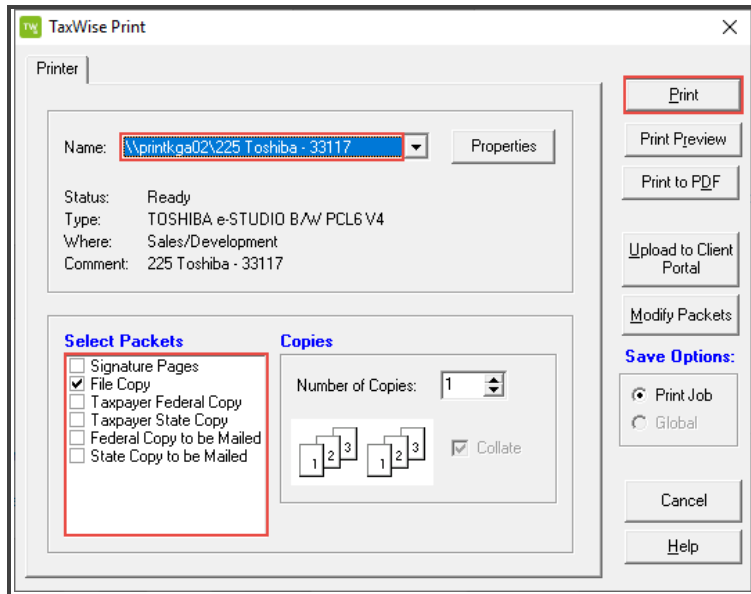 TW TaxWise Print
Printer
Name: \\printkga02\225 Toshiba - 33117
Properties
Status: Ready
Type: TOSHIBA e-STUDIO B/W PCL6 V4
Where: Sales/Development
Comment: 225 Toshiba - 33117
Select Packets
Signature Pages
File Copy
Taxpayer Federal Copy
Taxpayer State Copy
Federal Copy to be Mailed
State Copy to be Mailed
Copies
Number of Copies: 1
1 2 3 1 2 3
Collate
Print
Print Preview
Print to PDF
Upload to Client
Portal
Modify Packets
Save Options:
Print Job
Global
Cancel
Help